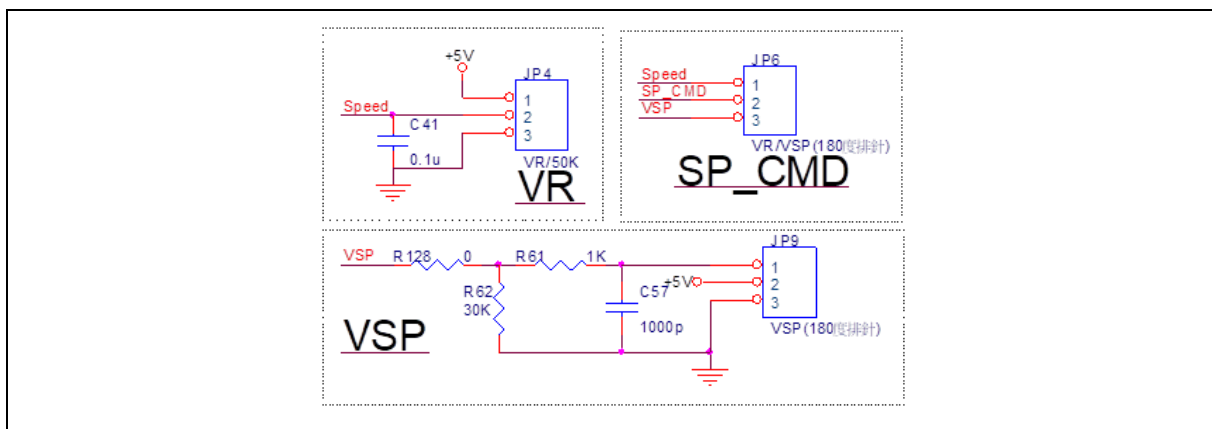 +5V
JP4
Speed
1
2
3
C41
0.1u
VR/50K
VR
JP6
Speed
SP_CMD
VSP
1
2
3
VR/VSP(180度排針)
SP_CMD
VSP
R128
0
R61
1K
JP9
1
+5V
2
3
R62
30K
C57
1000p
VSP(180度排針)
VSP